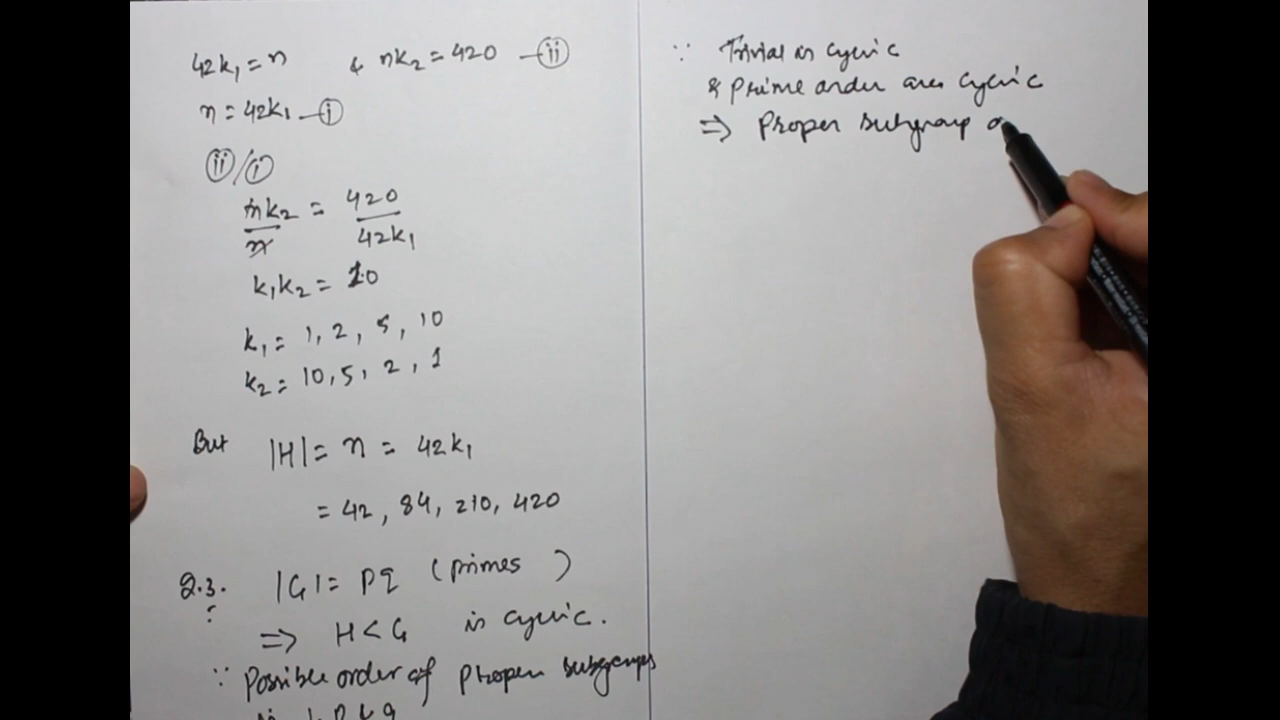 42k₁ = n & nk₂ = 420 —(ii)
n = 42k₁ —(i)
(ii)/(i)
nk₂/n = 420/42k₁
k₁k₂ = 10
k₁ = 1, 2, 5, 10
k₂ = 10, 5, 2, 1
But |H| = n = 42k₁
= 42, 84, 210, 420
Q.3. |G| = pq (primes)
⇒ H < G is cyclic.
∵ Possible order of proper subgroups
∵ Trivial is cyclic
& prime order are cyclic
⇒ Proper subgroup